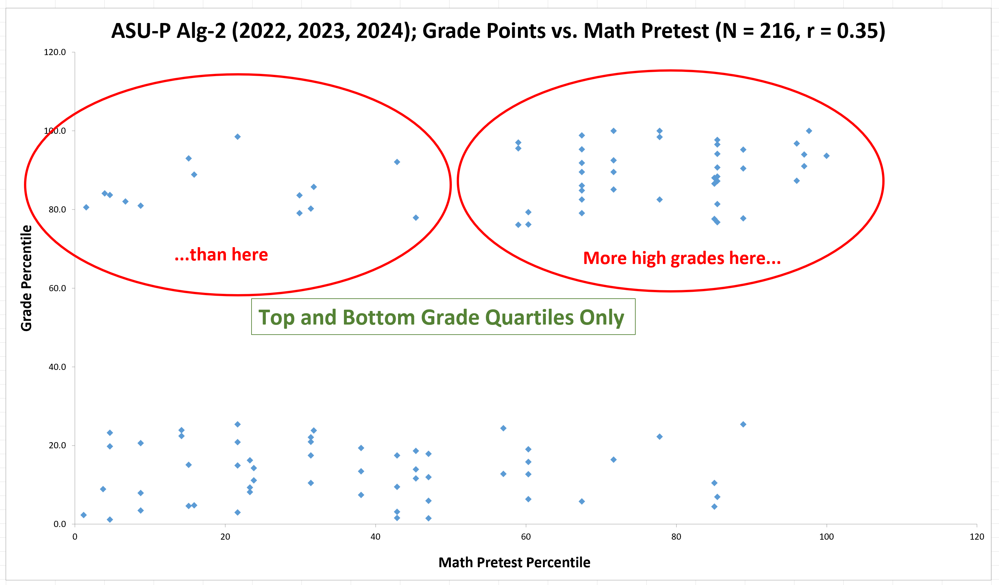 ASU-P Alg-2 (2022, 2023, 2024); Grade Points vs. Math Pretest (N = 216, r = 0.35)
120.0
100.0
80.0
60.0
40.0
20.0
0.0
Grade Percentile
...than here
More high grades here...
Top and Bottom Grade Quartiles Only
0 20 40 60 80 100 120
Math Pretest Percentile